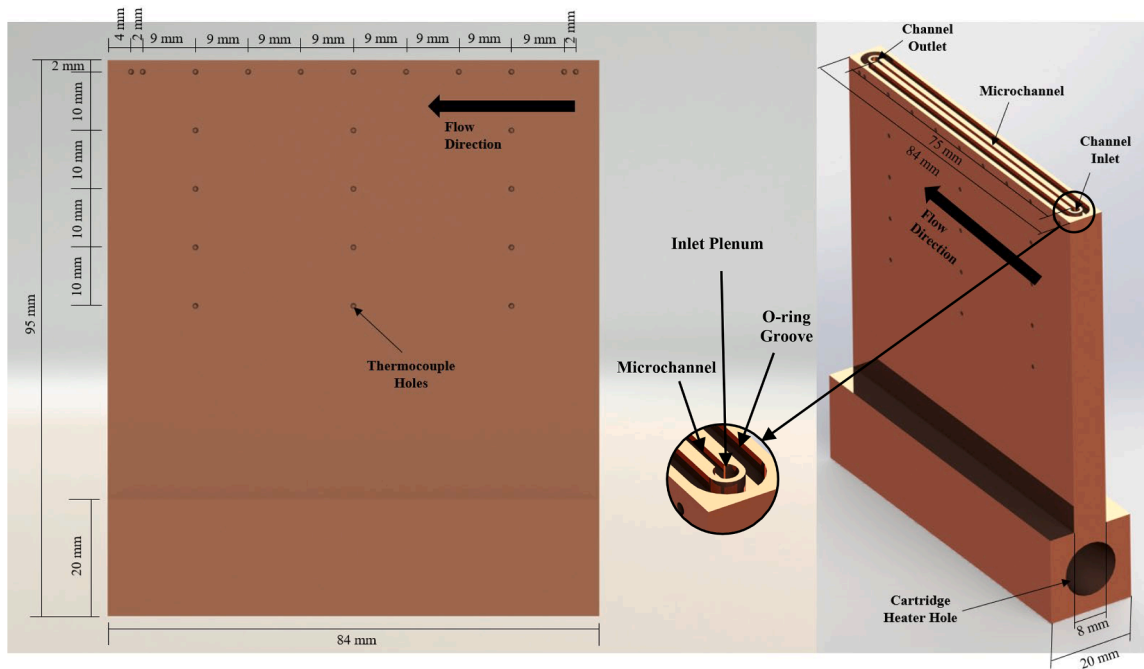 4 mm
2 mm
9 mm
9 mm
9 mm
9 mm
9 mm
9 mm
9 mm
9 mm
2 mm
2 mm
10 mm
10 mm
10 mm
10 mm
95 mm
20 mm
84 mm
Flow
Direction
Thermocouple
Holes
Inlet Plenum
O-ring
Groove
Microchannel
Channel
Outlet
Microchannel
Channel
Inlet
75 mm
84 mm
Flow
Direction
Cartridge
Heater Hole
8 mm
20 mm